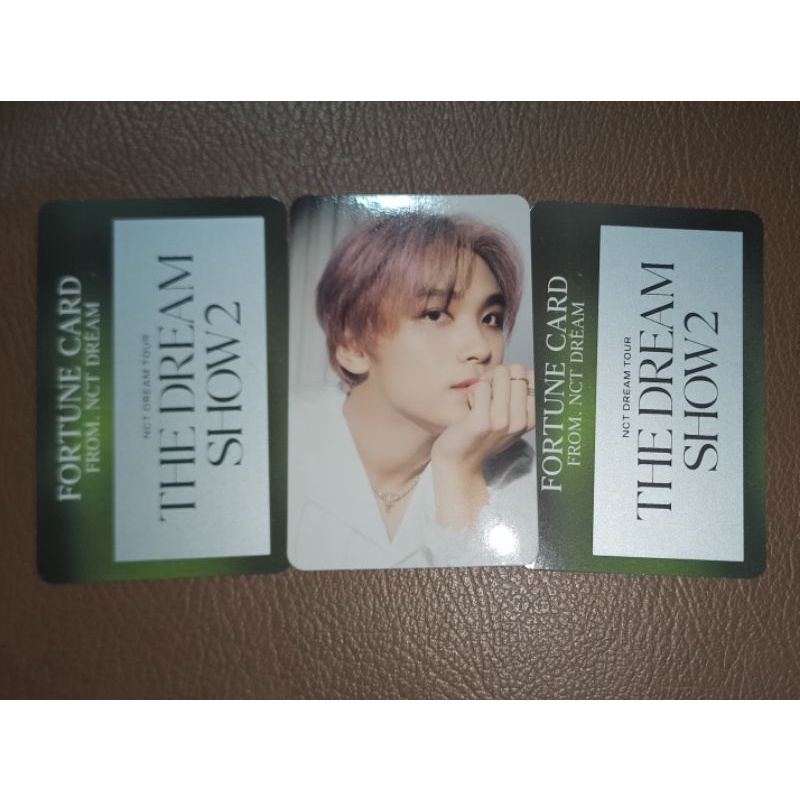 FORTUNE CARD
FROM. NCT DREAM
NCT DREAM TOUR
THE DREAM
SHOW2
FORTUNE CARD
FROM. NCT DREAM
NCT DREAM TOUR
THE DREAM
SHOW2